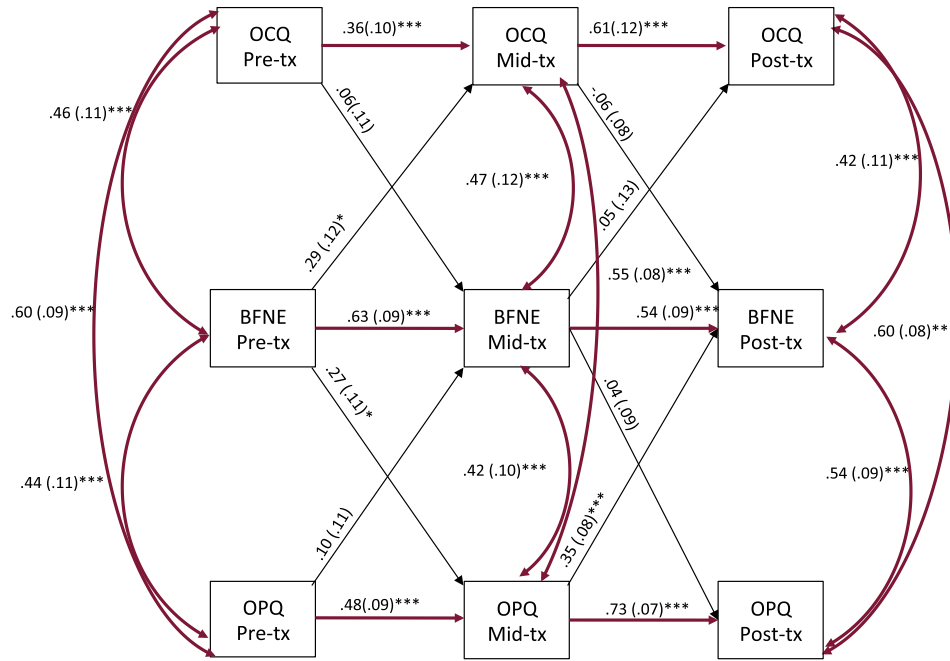 OCQ
Pre-tx
.36(.10)***
OCQ
Mid-tx
.61(.12)***
OCQ
Post-tx
.46 (.11)***
.06(.11)
-.06 (.08)
.42 (.11)***
.47 (.12)***
.05 (.13)
.29 (.12)*
.55 (.08)***
.60 (.09)***
BFNE
Pre-tx
.63 (.09)***
BFNE
Mid-tx
.54 (.09)***
BFNE
Post-tx
.60 (.08)**
.27(.11)*
.04 (.09)
.44 (.11)***
.42 (.10)***
.54 (.09)***
.10 (.11)
.35 (.08)***
OPQ
Pre-tx
.48(.09)***
OPQ
Mid-tx
.73 (.07)***
OPQ
Post-tx